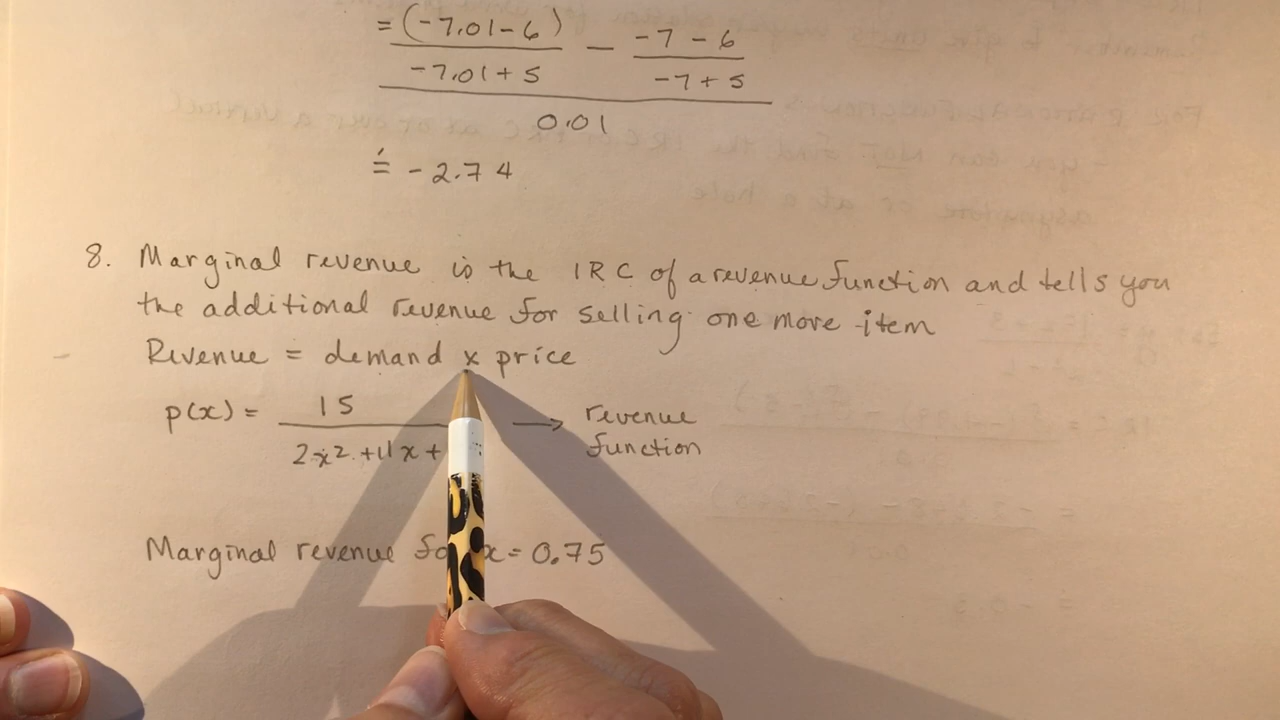 = (-7.01-6) - -7 - 6
-7.01+5 -7+5
0.01
≐ -2.74
8. Marginal revenue is the IRC of a revenue function and tells you
the additional revenue for selling one more item
Revenue = demand x price
p(x) = 15 → revenue
2x² + 11x + function
Marginal revenue x = 0.75